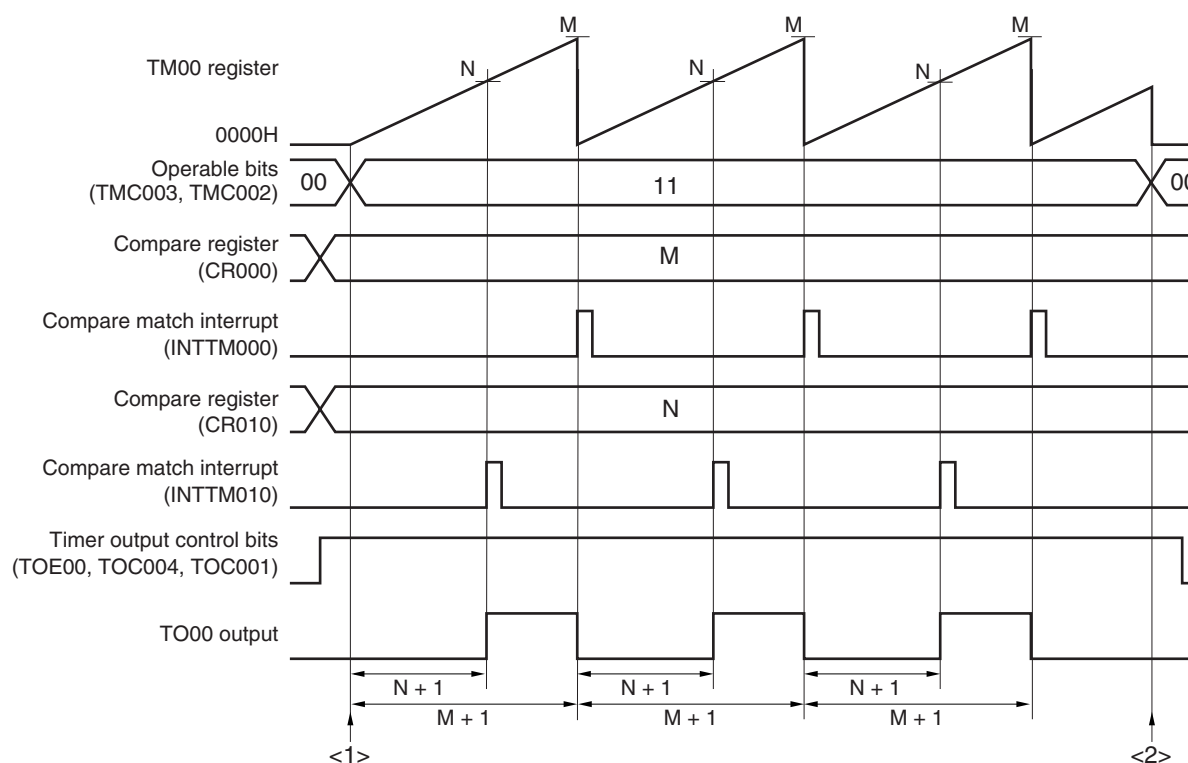 M
M
M
TM00 register
N
N
N
0000H
Operable bits
(TMC003, TMC002)
00
11
00
Compare register
(CR000)
M
Compare match interrupt
(INTTM000)
Compare register
(CR010)
N
Compare match interrupt
(INTTM010)
Timer output control bits
(TOE00, TOC004, TOC001)
TO00 output
N + 1
N + 1
N + 1
M + 1
M + 1
M + 1
<1>
<2>